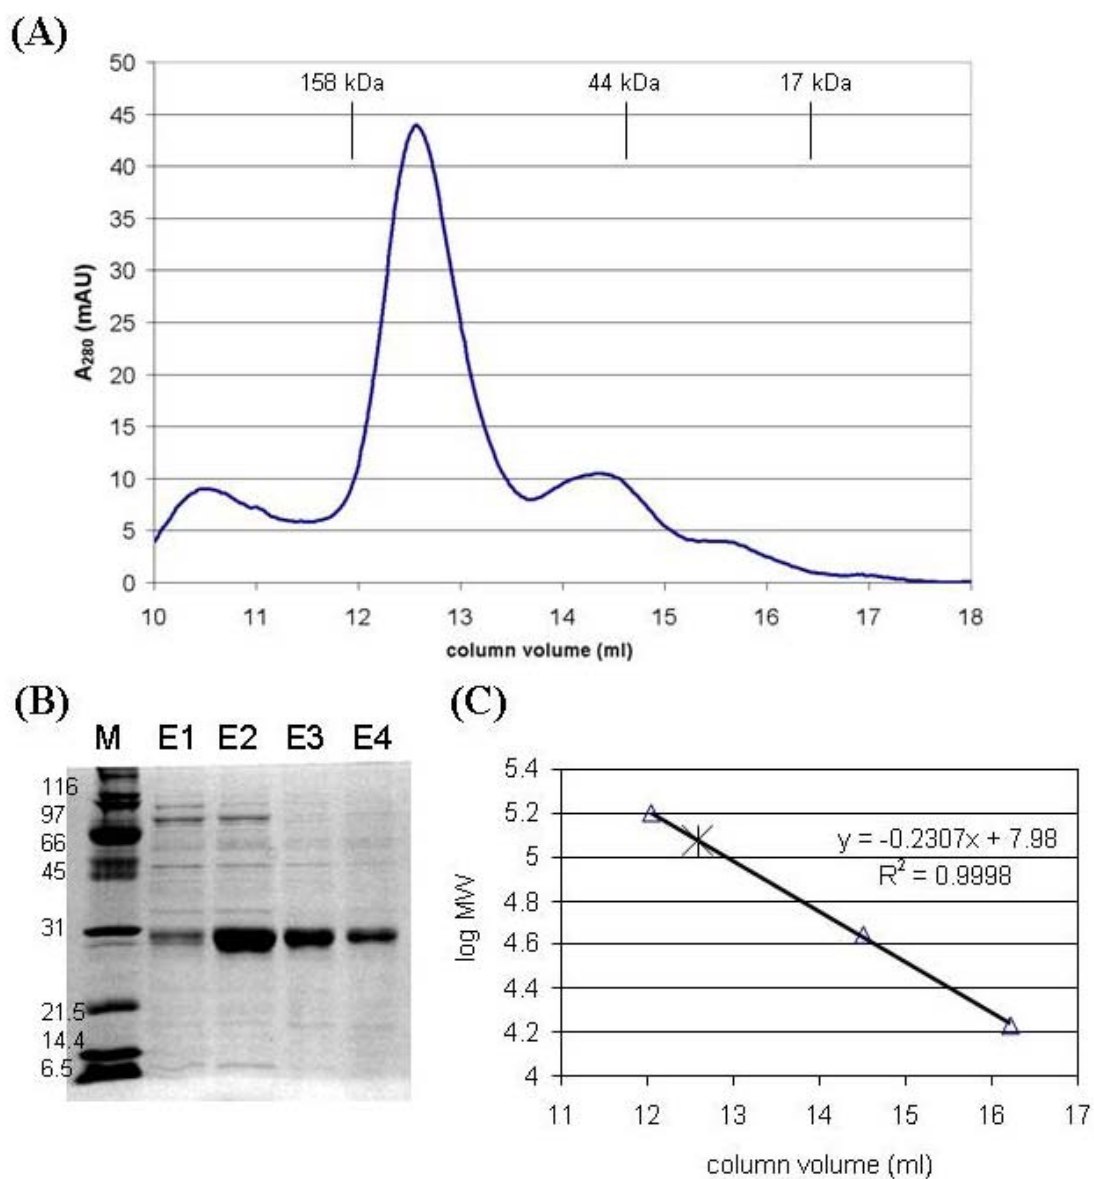 (A)
50
158 kDa 44 kDa 17 kDa
45
40
35
30
25
20
15
10
5
0
A280 (mAU)
10 11 12 13 14 15 16 17 18
column volume (ml)
(B)
M E1 E2 E3 E4
116
97
66
45
31
21.5
14.4
6.5
(C)
5.4
5.2
5
4.8
4.6
4.4
4.2
4
log MW
y = -0.2307x + 7.98
R2 = 0.9998
11 12 13 14 15 16 17
column volume (ml)